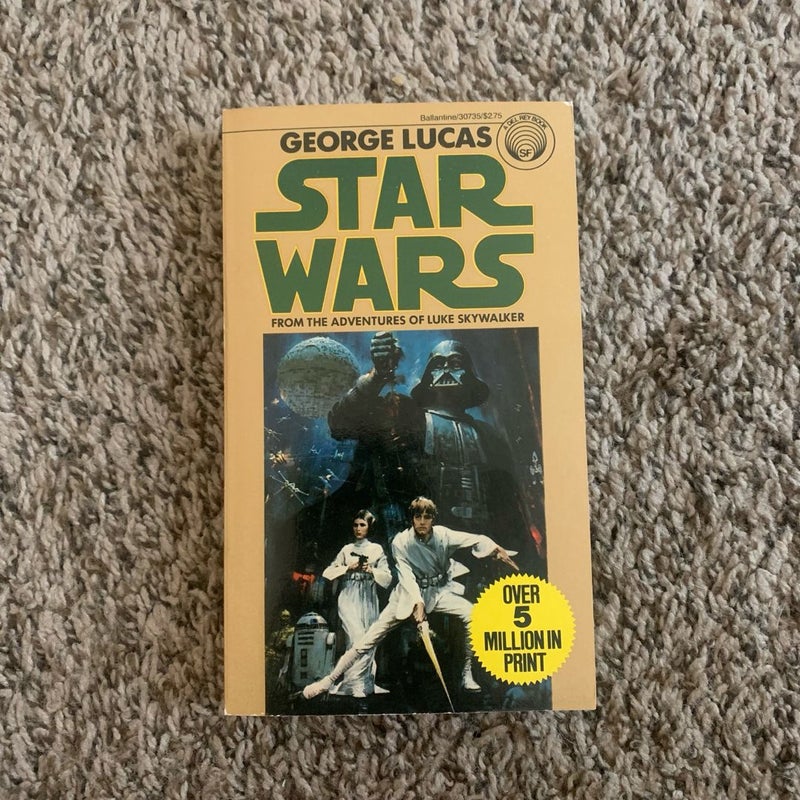 Ballantine/30735/$2.75
GEORGE LUCAS
A DEL REY BOOK
SF
STAR
WARS
FROM THE ADVENTURES OF LUKE SKYWALKER
OVER
5
MILLION IN
PRINT